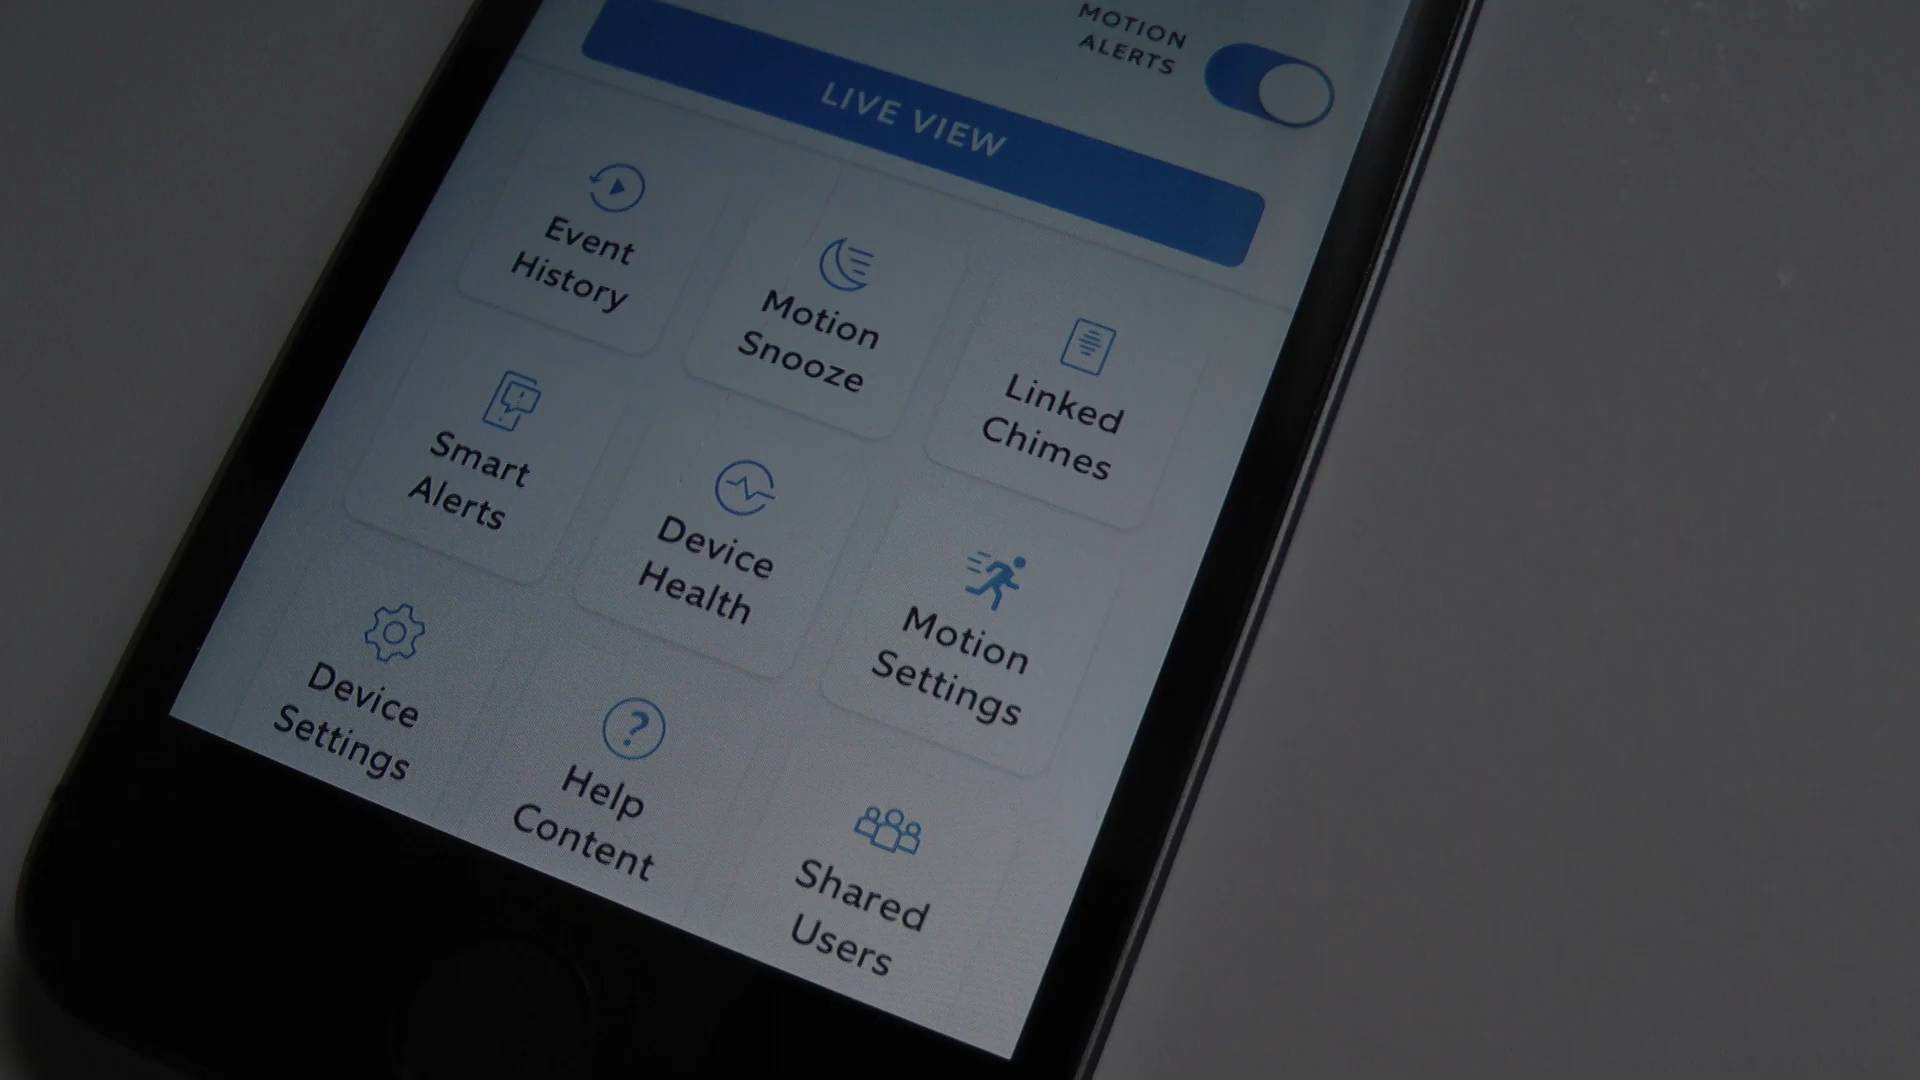 MOTION
ALERTS
LIVE VIEW
Event
History
Motion
Snooze
Linked
Chimes
Smart
Alerts
Device
Health
Motion
Settings
Device
Settings
Help
Content
Shared
Users